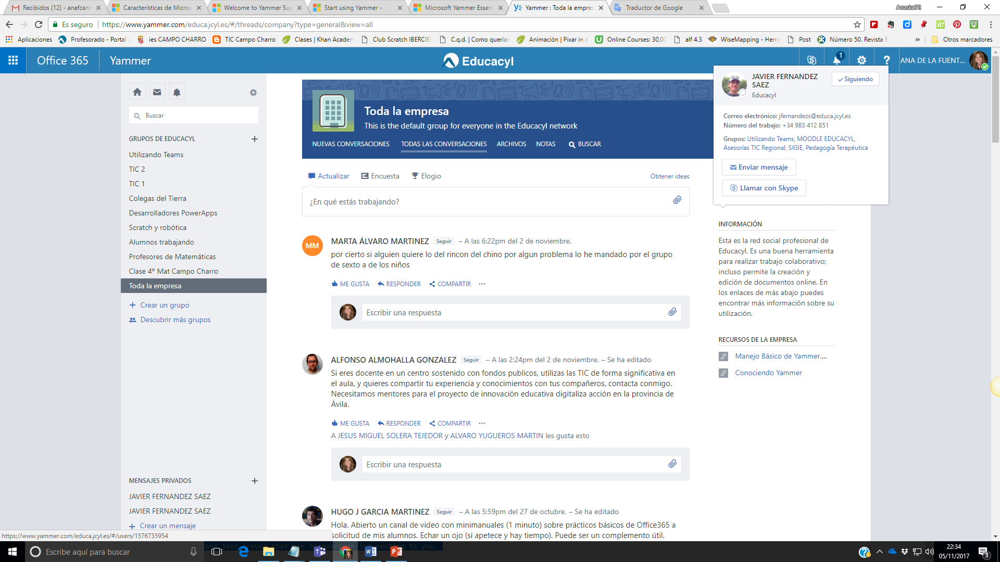 Recibidos (12) - anafcant
Características de Micros
Welcome to Yammer Sup
Start using Yammer -
Microsoft Yammer Essen
Yammer : Toda la empres
Traductor de Google
Anuska72
Es seguro
https://www.yammer.com/educa.jcyl.es/#/threads/company?type=general&view=all
Aplicaciones
Profesorado - Portal
ies CAMPO CHARRO
TIC Campo Charro
Clases | Khan Academ
Club Scratch IBERCIE
C.q.d. | Como querían
Animación | Pixar in a
Online Courses: 30,00
alf 4.3
WiseMapping - Herra
Post
Número 50. Revista E
»
Otros marcadores
Office 365
Yammer
Educacyl
1
?
ANA DE LA FUENT...
Buscar
GRUPOS DE EDUCACYL
Utilizando Teams
TIC 2
TIC 1
Colegas del Tierra
Desarrolladores PowerApps
Scratch y robótica
Alumnos trabajando
Profesores de Matemáticas
Clase 4º Mat Campo Charro
Toda la empresa
Crear un grupo
Descubrir más grupos
MENSAJES PRIVADOS
JAVIER FERNANDEZ SAEZ
JAVIER FERNANDEZ SAEZ
Crear un mensaje
https://www.yammer.com/educa.jcyl.es/#/users/1576735954
Toda la empresa
This is the default group for everyone in the Educacyl network
NUEVAS CONVERSACIONES
TODAS LAS CONVERSACIONES
ARCHIVOS
NOTAS
BUSCAR
Actualizar
Encuesta
Elogio
Obtener ideas
¿En qué estás trabajando?
MM
MARTA ÁLVARO MARTINEZ Seguir – A las 6:22pm del 2 de noviembre.
por cierto si alguien quiere lo del rincon del chino por algun problema lo he mandado por el grupo
de sexto a de los niños
ME GUSTA RESPONDER COMPARTIR ...
Escribir una respuesta
ALFONSO ALMOHALLA GONZALEZ Seguir – A las 2:24pm del 2 de noviembre. – Se ha editado
Si eres docente en un centro sostenido con fondos publicos, utilizas las TIC de forma significativa en
el aula, y quieres compartir tu experiencia y conocimientos con tus compañeros, contacta conmigo.
Necesitamos mentores para el proyecto de innovación educativa digitaliza acción en la provincia de
Ávila.
ME GUSTA RESPONDER COMPARTIR ...
A JESUS MIGUEL SOLERA TEJEDOR y ALVARO YUGUEROS MARTIN les gusta esto
Escribir una respuesta
HUGO J GARCIA MARTINEZ Seguir – A las 5:59pm del 27 de octubre. – Se ha editado
Hola. Abierto un canal de video con minimanuales (1 minuto) sobre prácticos básicos de Office365 a
solicitud de mis alumnos. Echar un ojo (si apetece y hay tiempo). Puede ser un complemento útil.
JAVIER FERNANDEZ
SAEZ
Educacyl
Siguiendo
Correo electrónico: jfernandezs@educa.jcyl.es
Número del trabajo: +34 983 412 851
Grupos: Utilizando Teams, MOODLE EDUCACYL,
Asesorías TIC Regional, SIGIE, Pedagogía Terapéutica
Enviar mensaje
Llamar con Skype
INFORMACIÓN
Esta es la red social profesional de
Educacyl. Es una buena herramienta
para realizar trabajo colaborativo;
incluso permite la creación y
edición de documentos online. En
los enlaces de más abajo puedes
encontrar más información sobre su
utilización.
RECURSOS DE LA EMPRESA
Manejo Básico de Yammer....
Conociendo Yammer
and join Groups that are relevant or interesting to you.
Escribe aquí para buscar
22:34
05/11/2017
3